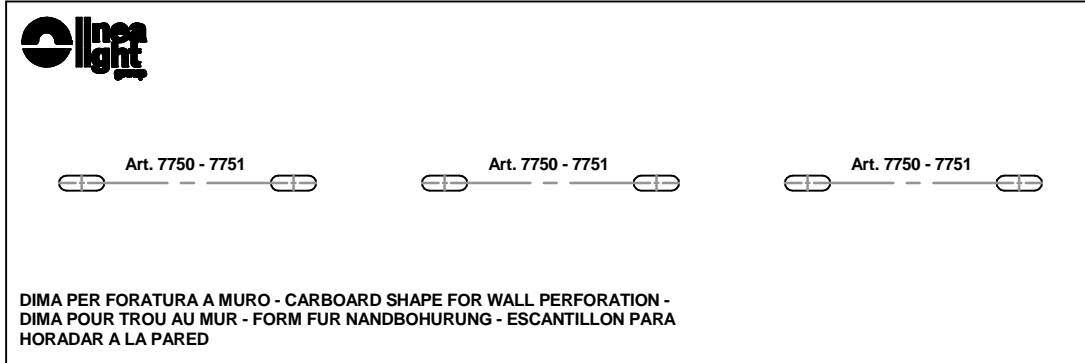 linea
light
group
Art. 7750 - 7751
Art. 7750 - 7751
Art. 7750 - 7751
DIMA PER FORATURA A MURO - CARBOARD SHAPE FOR WALL PERFORATION -
DIMA POUR TROU AU MUR - FORM FUR NANDBOHURUNG - ESCANTILLON PARA
HORADAR A LA PARED